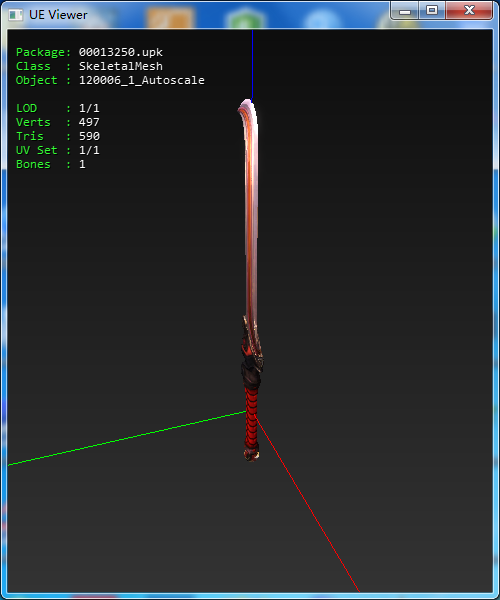 UE Viewer
Package: 00013250.upk
Class : SkeletalMesh
Object : 120006_1_Autoscale
LOD : 1/1
Verts : 497
Tris : 590
UV Set : 1/1
Bones : 1